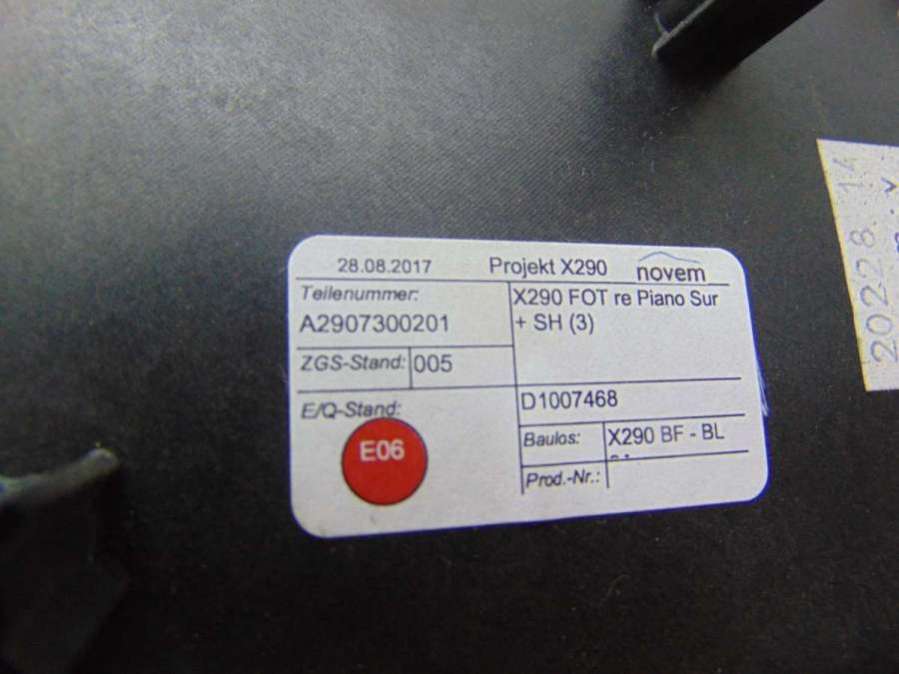 28.08.2017 Projekt X290 novem
Teilenummer:
A2907300201
X290 FOT re Piano Sur
+ SH (3)
ZGS-Stand: 005
E/Q-Stand:
E06
D1007468
Baulos: X290 BF - BL
Prod.-Nr.:
20228.14